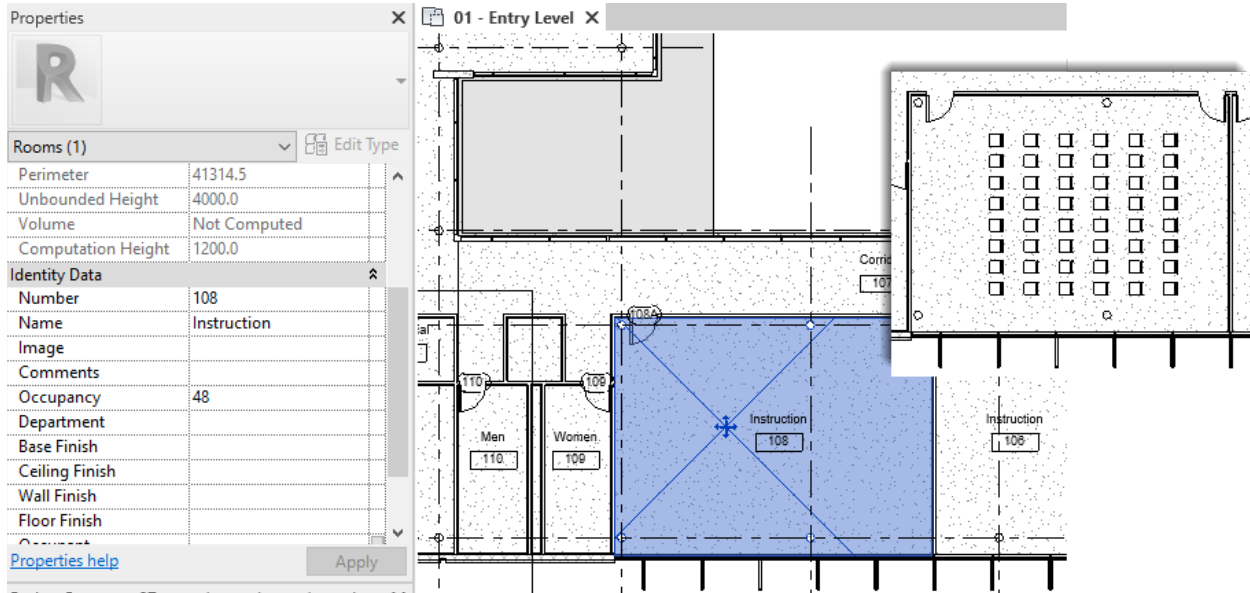 Properties
R
Rooms (1)
Edit Type
Perimeter 41314.5
Unbounded Height 4000.0
Volume Not Computed
Computation Height 1200.0
Identity Data
Number 108
Name Instruction
Image
Comments
Occupancy 48
Department
Base Finish
Ceiling Finish
Wall Finish
Floor Finish
Properties help
Apply
01 - Entry Level
Corrid
107
108A
110
109
Men
110
Women
109
Instruction
108
Instruction
106